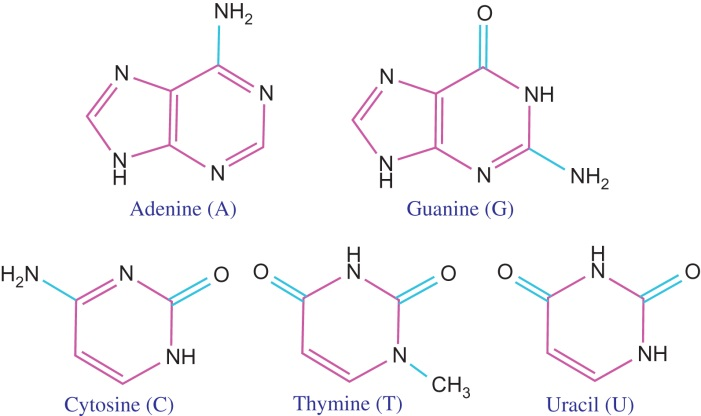 NH₂
O
N
N
NH
N
N
H
N
N
H
N
NH₂
Adenine (A)
Guanine (G)
H₂N
N
O
NH
O
H
N
O
N
CH₃
O
H
N
O
NH
Cytosine (C)
Thymine (T)
Uracil (U)